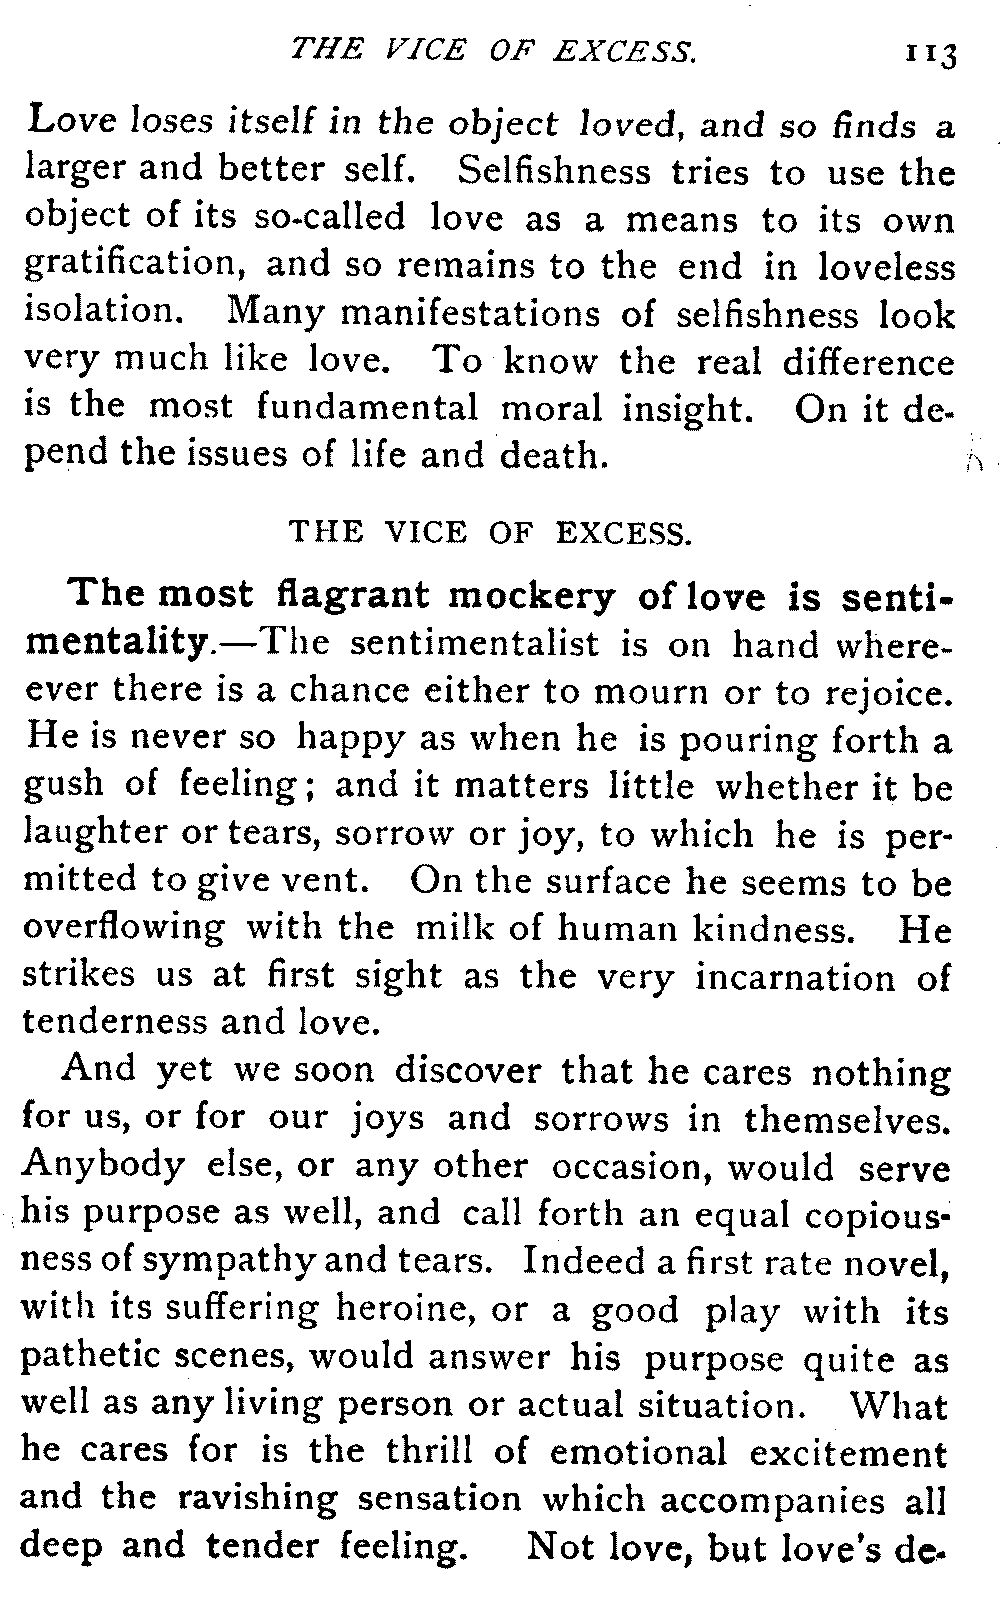 THE VICE OF EXCESS. 113
Love loses itself in the object loved, and so finds a
larger and better self. Selfishness tries to use the
object of its so-called love as a means to its own
gratification, and so remains to the end in loveless
isolation. Many manifestations of selfishness look
very much like love. To know the real difference
is the most fundamental moral insight. On it de-
pend the issues of life and death.
THE VICE OF EXCESS.
The most flagrant mockery of love is senti-
mentality.—The sentimentalist is on hand where-
ever there is a chance either to mourn or to rejoice.
He is never so happy as when he is pouring forth a
gush of feeling; and it matters little whether it be
laughter or tears, sorrow or joy, to which he is per-
mitted to give vent. On the surface he seems to be
overflowing with the milk of human kindness. He
strikes us at first sight as the very incarnation of
tenderness and love.
And yet we soon discover that he cares nothing
for us, or for our joys and sorrows in themselves.
Anybody else, or any other occasion, would serve
his purpose as well, and call forth an equal copious-
ness of sympathy and tears. Indeed a first rate novel,
with its suffering heroine, or a good play with its
pathetic scenes, would answer his purpose quite as
well as any living person or actual situation. What
he cares for is the thrill of emotional excitement
and the ravishing sensation which accompanies all
deep and tender feeling. Not love, but love's de-